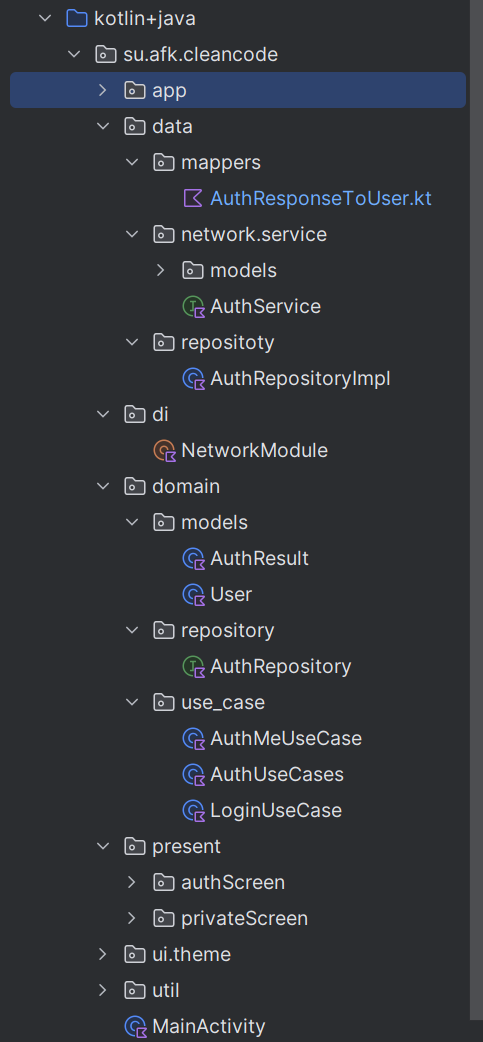 kotlin+java
su.afk.cleancode
app
data
mappers
AuthResponseToUser.kt
network.service
models
AuthService
repositoty
AuthRepositoryImpl
di
NetworkModule
domain
models
AuthResult
User
repository
AuthRepository
use_case
AuthMeUseCase
AuthUseCases
LoginUseCase
present
authScreen
privateScreen
ui.theme
util
MainActivity